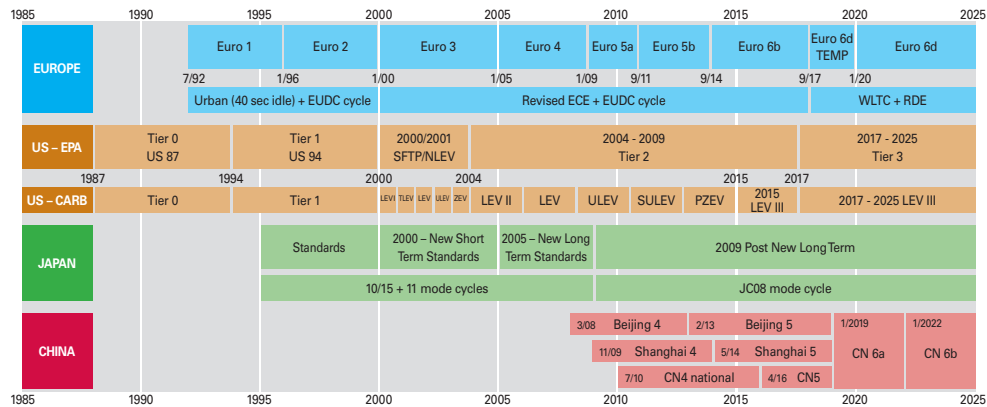 1985 1990 1995 2000 2005 2010 2015 2020 2025
EUROPE
Euro 1 Euro 2 Euro 3 Euro 4 Euro 5a Euro 5b Euro 6b Euro 6d Euro 6d
TEMP
7/92 1/96 1/00 1/05 1/09 9/11 9/14 9/17 1/20
Urban (40 sec idle) + EUDC cycle Revised ECE + EUDC cycle WLTC + RDE
US – EPA
Tier 0 Tier 1 2000/2001 2004 - 2009 2017 - 2025
US 87 US 94 SFTP/NLEV Tier 2 Tier 3
1987 1994 2000 2004 2015 2017
US – CARB Tier 0 Tier 1 LEVI TLEV LEV ULEV ZEV LEV II LEV ULEV SULEV PZEV 2015 2017 - 2025 LEV III
LEV III
JAPAN
Standards 2000 – New Short 2005 – New Long 2009 Post New Long Term
Term Standards Term Standards
10/15 + 11 mode cycles JC08 mode cycle
CHINA
3/08 Beijing 4 2/13 Beijing 5 1/2019 1/2022
11/09 Shanghai 4 5/14 Shanghai 5 CN 6a CN 6b
7/10 CN4 national 4/16 CN5
1985 1990 1995 2000 2005 2010 2015 2020 2025